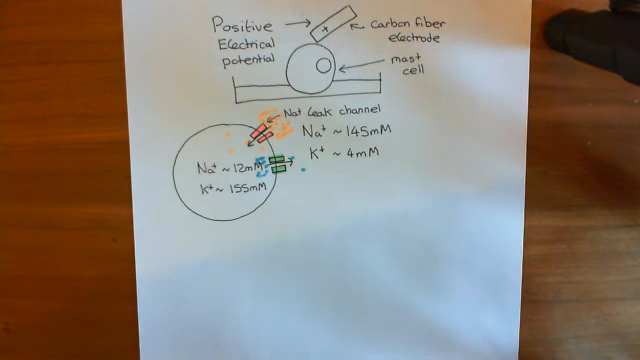 Positive
Electrical
potential
+
Carbon fiber
electrode
mast
cell
Na+ Leak channel
Na+ ~ 145mM
K+ ~ 4mM
Na+ ~ 12mM
K+ ~ 155mM